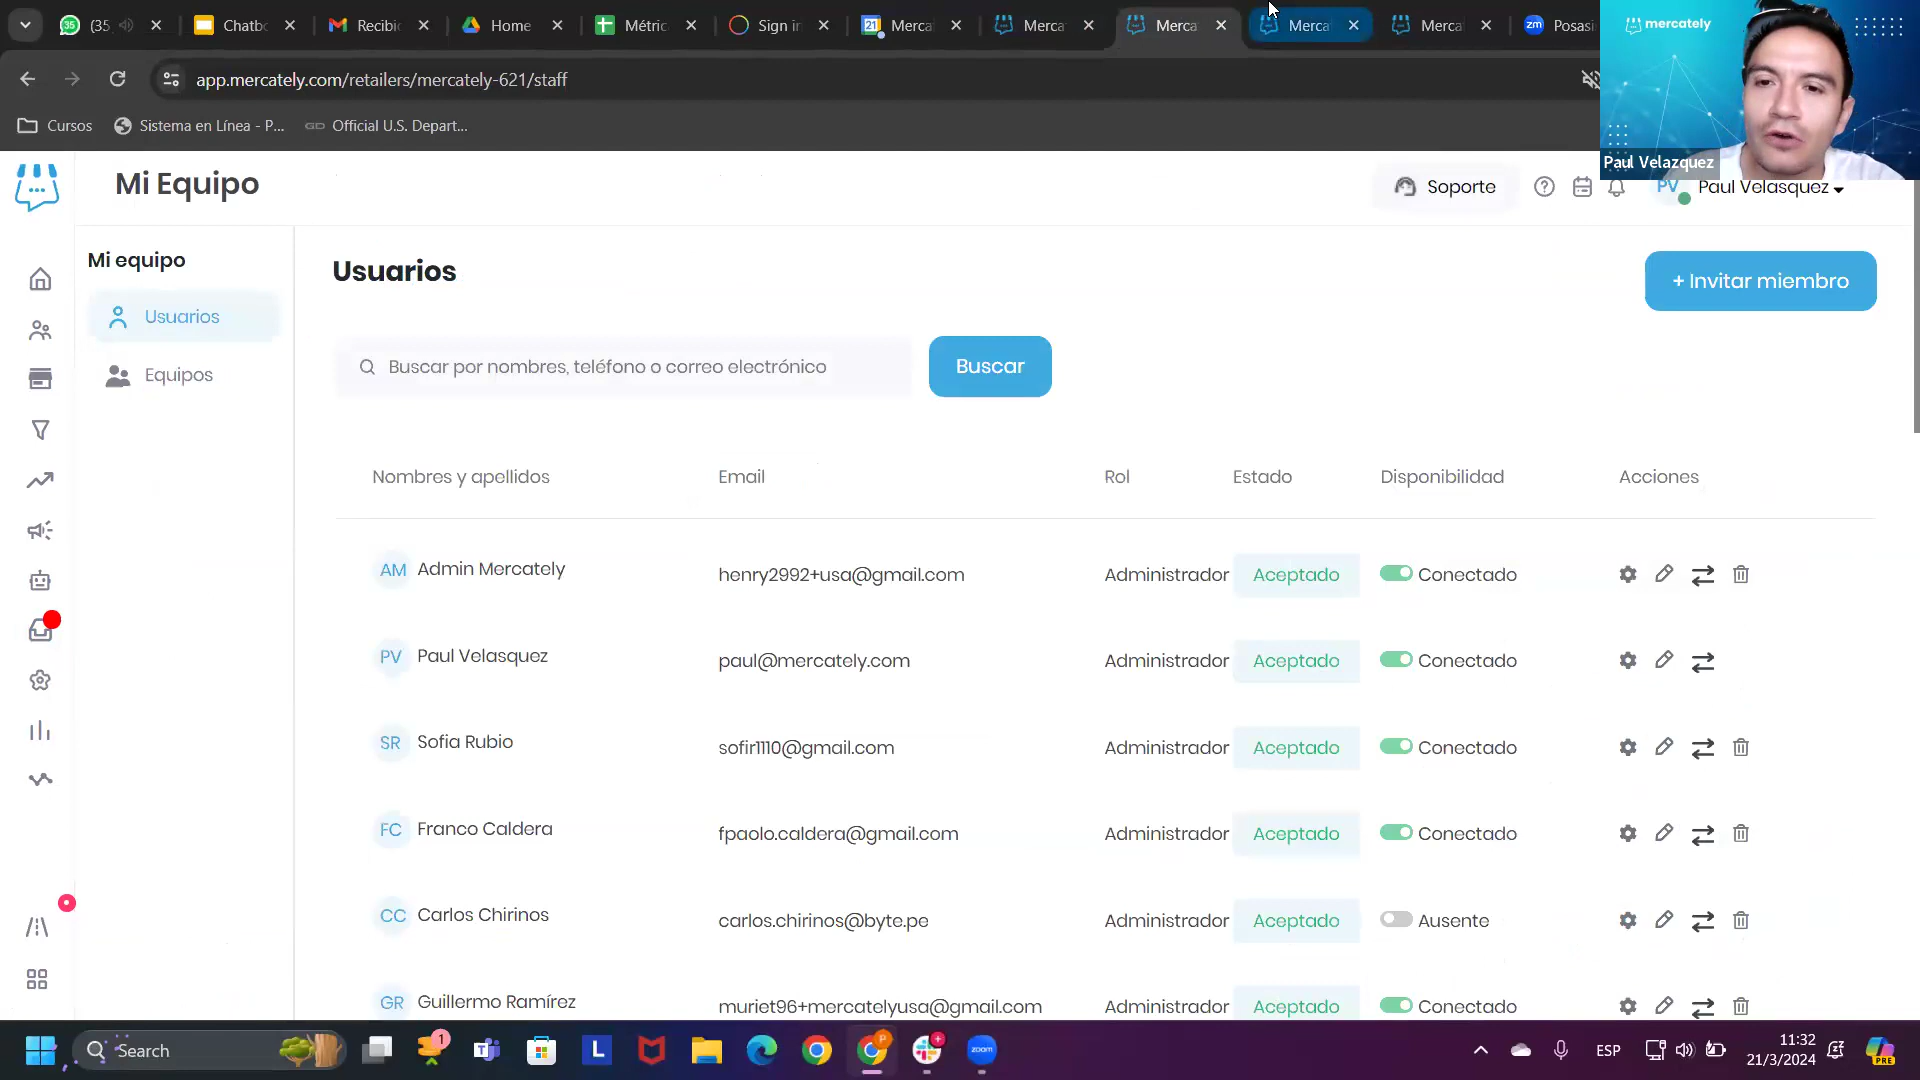 (35
Chatbo
Recibid
Home
Métric
Sign in
Merca
Merca
Merca
Merca
Merca
Posasi
app.mercately.com/retailers/mercately-621/staff
Cursos
Sistema en Línea - P...
Official U.S. Depart...
mercately
Paul Velazquez
Mi Equipo
Soporte
PV
Paul Velasquez
Mi equipo
Usuarios
Equipos
Usuarios
+ Invitar miembro
Buscar por nombres, teléfono o correo electrónico
Buscar
Nombres y apellidos Email Rol Estado Disponibilidad Acciones
AM Admin Mercately henry2992+usa@gmail.com Administrador Aceptado Conectado
PV Paul Velasquez paul@mercately.com Administrador Aceptado Conectado
SR Sofia Rubio sofir1110@gmail.com Administrador Aceptado Conectado
FC Franco Caldera fpaolo.caldera@gmail.com Administrador Aceptado Conectado
CC Carlos Chirinos carlos.chirinos@byte.pe Administrador Aceptado Ausente
GR Guillermo Ramírez muriet96+mercatelyusa@gmail.com Administrador Aceptado Conectado
Search
1
ESP
11:32
21/3/2024